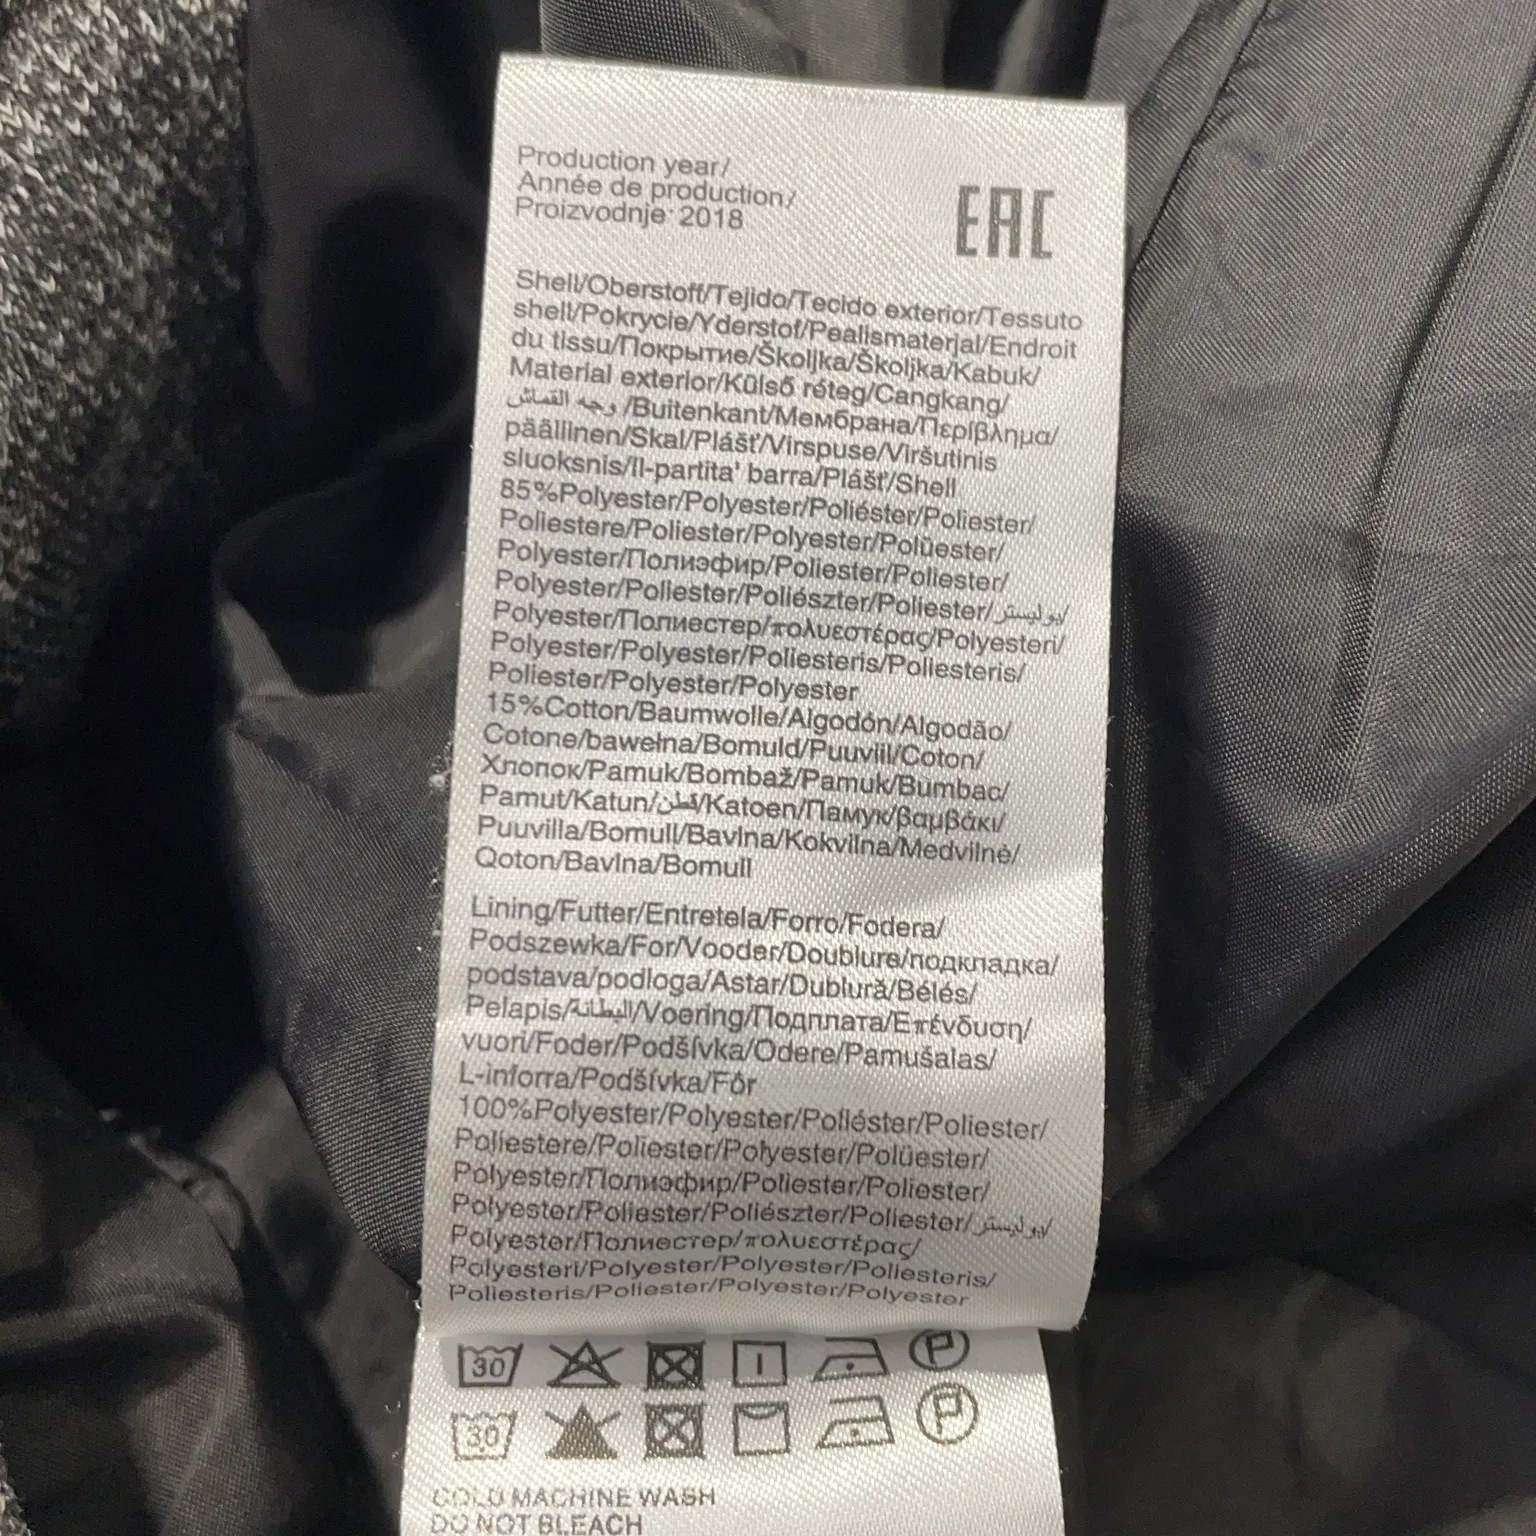 Production year/
Année de production/
Proizvodnje: 2018
EAC
Shell/Oberstoff/Tejido/Tecido exterior/Tessuto
shell/Pokrycie/Yderstof/Pealismaterjal/Endroit
du tissu/Покрытие/Školjka/Školjka/Kabuk/
Material exterior/Külső réteg/Cangkang/
وجه القماش/Buitenkant/Мембрана/Περίβλημα/
päällinen/Skal/Plášť/Virspuse/Viršutinis
sluoksnis/Il-partita' barra/Plášť/Shell
85%Polyester/Polyester/Poliéster/Poliester/
Poliestere/Poliester/Polyester/Polüester/
Polyester/Полиэфир/Poliester/Poliester/
Polyester/Poliester/Poliészter/Poliester/بوليستر/
Polyester/Полиестер/πολυεστέρας/Polyesteri/
Polyester/Polyester/Poliesteris/Poliesteris/
Poliester/Polyester/Polyester
15%Cotton/Baumwolle/Algodón/Algodão/
Cotone/bawełna/Bomuld/Puuviil/Coton/
Хлопок/Pamuk/Bombaž/Pamuk/Bumbac/
Pamut/Katun/قطن/Katoen/Памук/βαμβάκι/
Puuvilla/Bomull/Bavlna/Kokvilna/Medvilnė/
Qoton/Bavlna/Bomull
Lining/Futter/Entretela/Forro/Fodera/
Podszewka/For/Vooder/Doublure/подкладка/
podstava/podloga/Astar/Dublură/Bélés/
Pelapis/البطانة/Voering/Подплата/Επένδυση/
vuori/Foder/Podšívka/Odere/Pamušalas/
L-inforra/Podšívka/Fôr
100%Polyester/Polyester/Poliéster/Poliester/
Poliestere/Poliester/Polyester/Polüester/
Polyester/Полиэфир/Poliester/Poliester/
Polyester/Poliester/Poliészter/Poliester/بوليستر/
Polyester/Полиестер/πολυεστέρας/
Polyesteri/Polyester/Polyester/Poliesteris/
Poliesteris/Poliester/Polyester/Polyester
30 P
30 P
COLD MACHINE WASH
DO NOT BLEACH